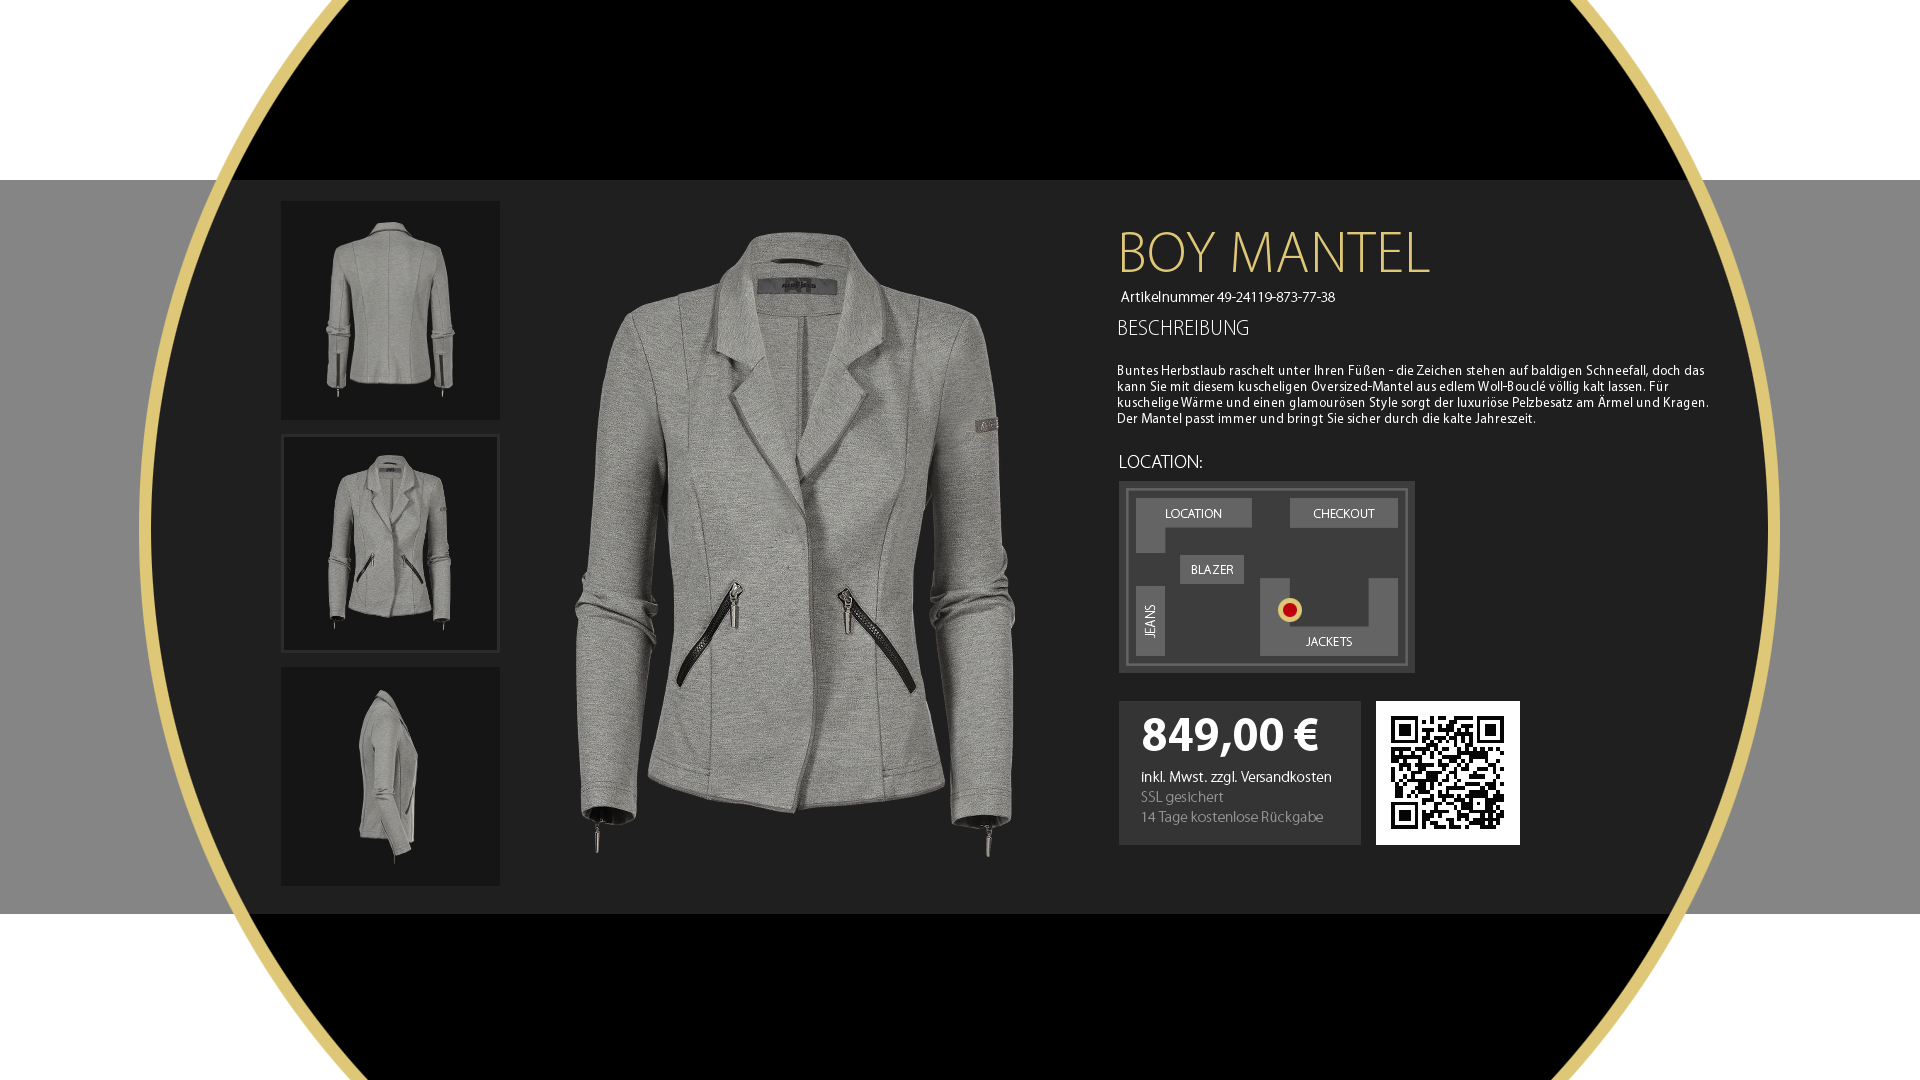 BOY MANTEL
Artikelnummer 49-24119-873-77-38
BESCHREIBUNG
Buntes Herbstlaub raschelt unter Ihren Füßen - die Zeichen stehen auf baldigen Schneefall, doch das
kann Sie mit diesem kuscheligen Oversized-Mantel aus edlem Woll-Bouclé völlig kalt lassen. Für
kuschelige Wärme und einen glamourösen Style sorgt der luxuriöse Pelzbesatz am Ärmel und Kragen.
Der Mantel passt immer und bringt Sie sicher durch die kalte Jahreszeit.
LOCATION:
LOCATION
CHECKOUT
BLAZER
JEANS
JACKETS
849,00 €
inkl. Mwst. zzgl. Versandkosten
SSL gesichert
14 Tage kostenlose Rückgabe